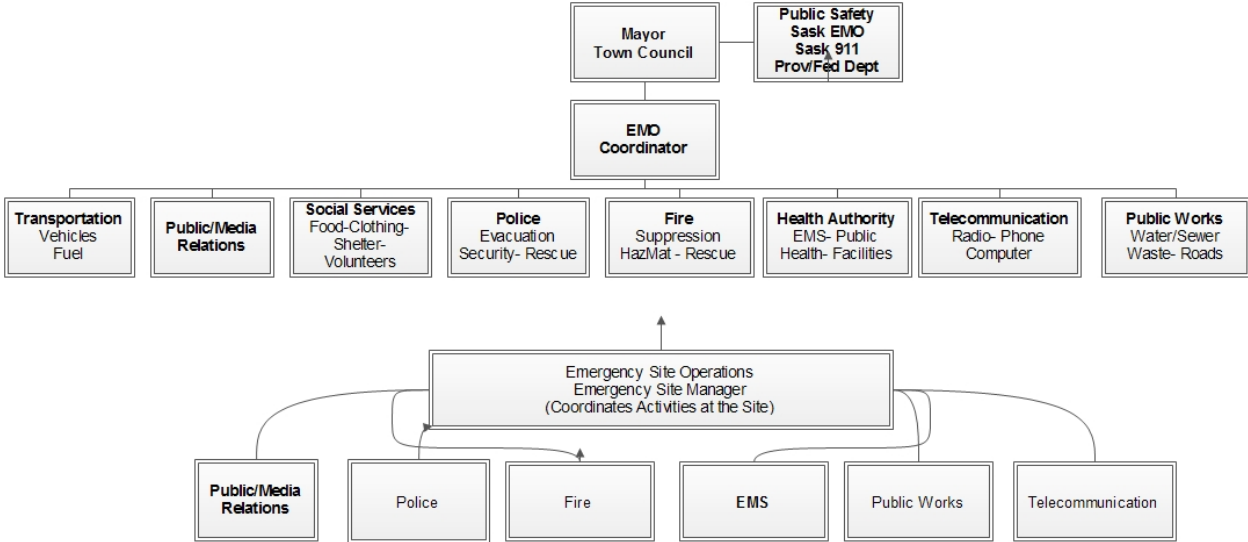 Mayor
Town Council
Public Safety
Sask EMO
Sask 911
Prov/Fed Dept
EMO
Coordinator
Transportation
Vehicles
Fuel
Public/Media
Relations
Social Services
Food-Clothing-
Shelter-
Volunteers
Police
Evacuation
Security- Rescue
Fire
Suppression
HazMat - Rescue
Health Authority
EMS- Public
Health- Facilities
Telecommunication
Radio- Phone
Computer
Public Works
Water/Sewer
Waste- Roads
Emergency Site Operations
Emergency Site Manager
(Coordinates Activities at the Site)
Public/Media
Relations
Police
Fire
EMS
Public Works
Telecommunication